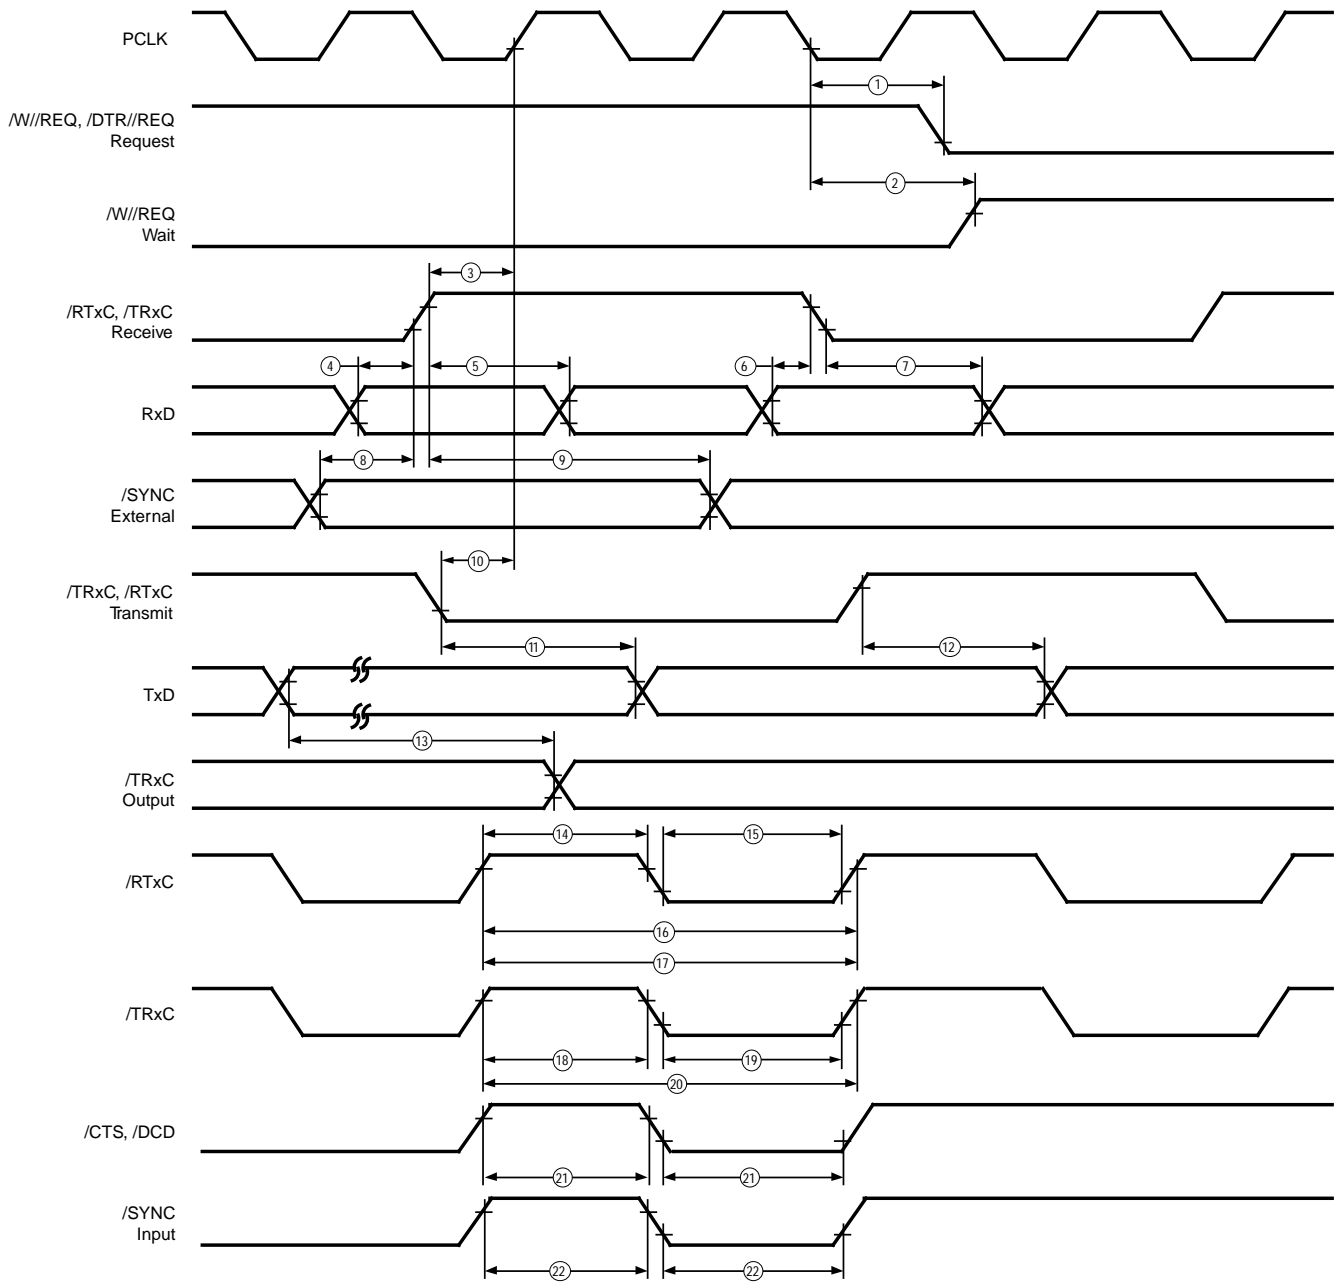 PCLK
1
/W//REQ, /DTR//REQ
Request
2
/W//REQ
Wait
3
/RTxC, /TRxC
Receive
4
5
6
7
RxD
8
9
/SYNC
External
10
/TRxC, /RTxC
Transmit
11
12
TxD
13
/TRxC
Output
14
15
/RTxC
16
17
/TRxC
18
19
20
/CTS, /DCD
21
21
/SYNC
Input
22
22